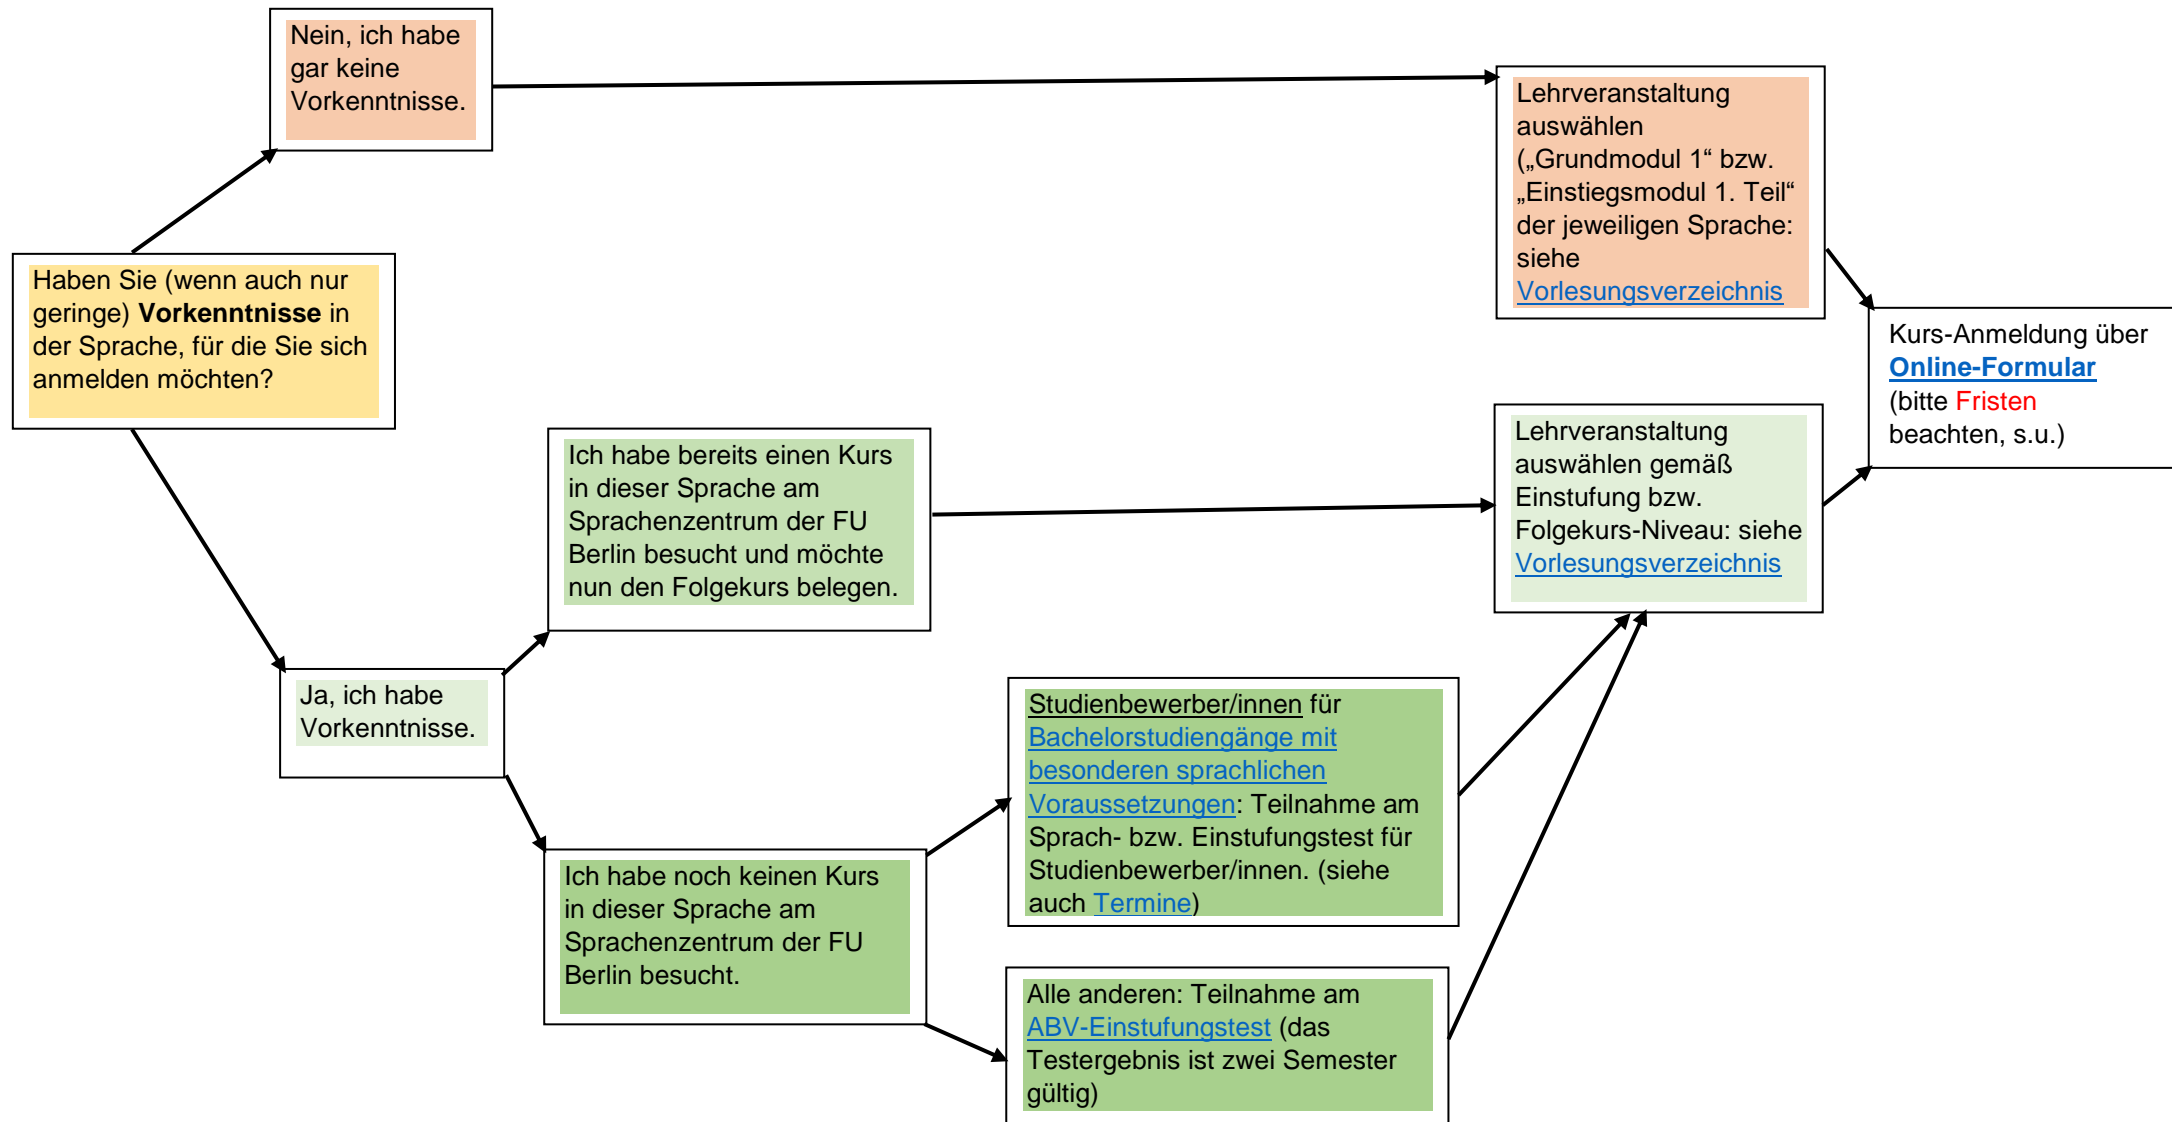 Nein, ich habe
gar keine
Vorkenntnisse.
Lehrveranstaltung
auswählen
(„Grundmodul 1“ bzw.
„Einstiegsmodul 1. Teil“
der jeweiligen Sprache:
siehe
Vorlesungsverzeichnis
Haben Sie (wenn auch nur
geringe) Vorkenntnisse in
der Sprache, für die Sie sich
anmelden möchten?
Kurs-Anmeldung über
Online-Formular
(bitte Fristen
beachten, s.u.)
Ich habe bereits einen Kurs
in dieser Sprache am
Sprachenzentrum der FU
Berlin besucht und möchte
nun den Folgekurs belegen.
Lehrveranstaltung
auswählen gemäß
Einstufung bzw.
Folgekurs-Niveau: siehe
Vorlesungsverzeichnis
Ja, ich habe
Vorkenntnisse.
Studienbewerber/innen für
Bachelorstudiengänge mit
besonderen sprachlichen
Voraussetzungen: Teilnahme am
Sprach- bzw. Einstufungstest für
Studienbewerber/innen. (siehe
auch Termine)
Ich habe noch keinen Kurs
in dieser Sprache am
Sprachenzentrum der FU
Berlin besucht.
Alle anderen: Teilnahme am
ABV-Einstufungstest (das
Testergebnis ist zwei Semester
gültig)